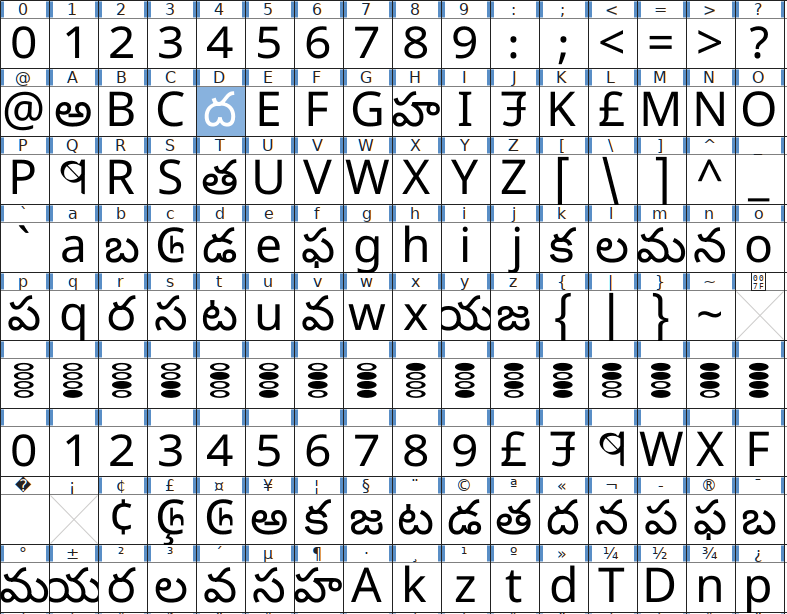 0 1 2 3 4 5 6 7 8 9 : ; < = > ?
0 1 2 3 4 5 6 7 8 9 : ; < = > ?
@ A B C D E F G H I J K L M N O
@ అ B C ద E F G హ I K £ M N O
P Q R S T U V W X Y Z [ \ ] ^ _
P R S త U V W X Y Z [ \ ] ^ _
` a b c d e f g h i j k l m n o
` a బ డ e ఫ g h i j క ల మ న o
p q r s t u v w x y z { | } ~
ప q ర స ట u వ w x య జ { | } ~
0 1 2 3 4 5 6 7 8 9 £ W X F
� ¡ ¢ £ ¤ ¥ ¦ § ¨ © ª « ¬ - ® ¯
¢ అ క జ ట డ త ద న ప ఫ బ
° ± ² ³ ´ µ ¶ · ¸ ¹ º » ¼ ½ ¾ ¿
మ య ర ల వ స హ A k z t d T D n p